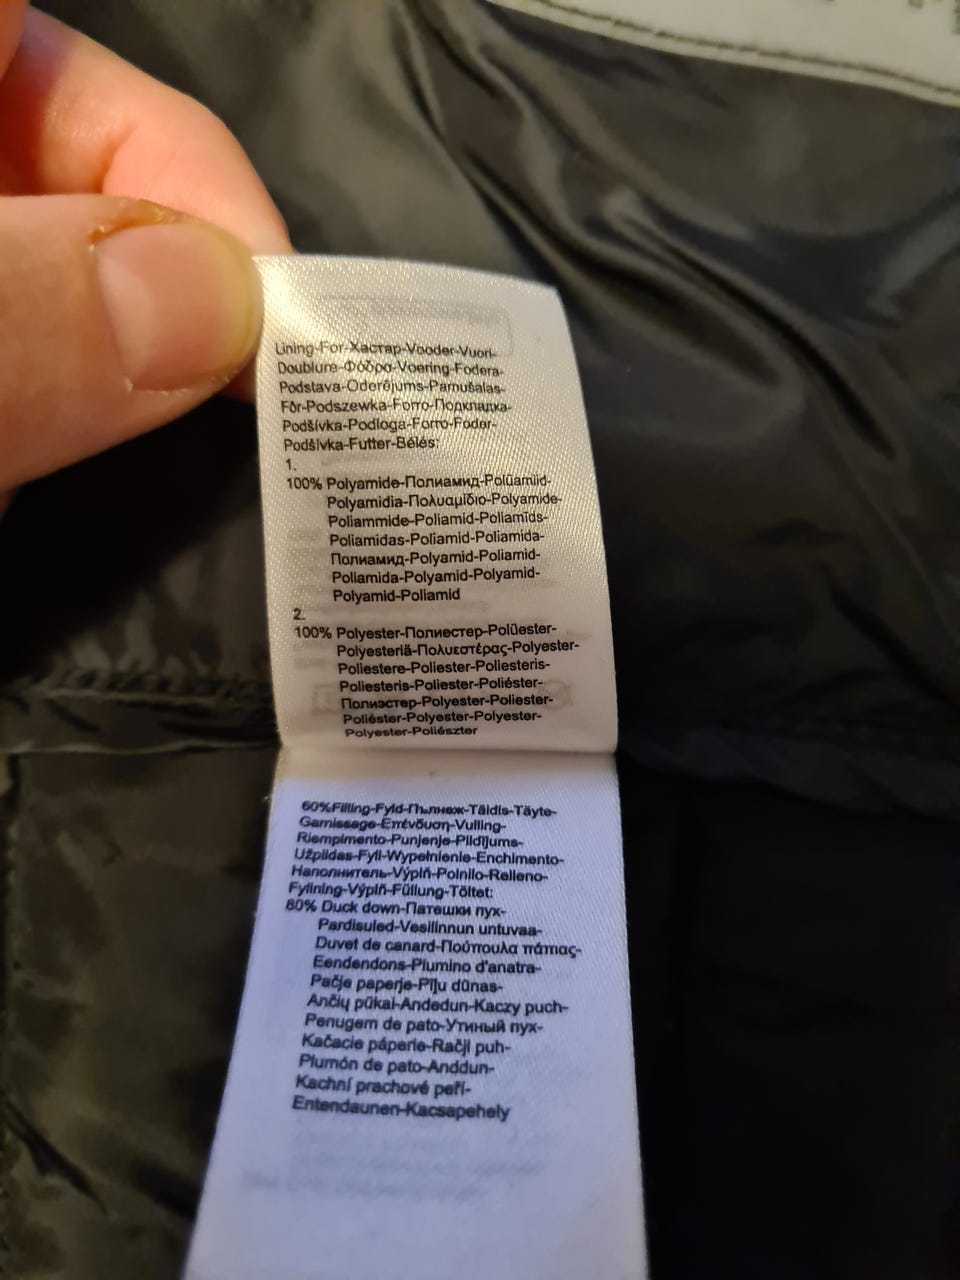 Lining-For-Хастар-Vooder-Vuori-
Doublure-Φόδρα-Voering-Fodera-
Podstava-Oderējums-Pamušalas-
Fôr-Podszewka-Forro-Подкладка-
Podšívka-Podloga-Forro-Foder-
Podšívka-Futter-Bélés:
1.
100% Polyamide-Полиамид-Polüamiid-
Polyamidia-Πολυαμίδιο-Polyamide-
Poliammide-Poliamid-Poliamīds-
Poliamidas-Poliamid-Poliamida-
Полиамид-Polyamid-Poliamid-
Poliamida-Polyamid-Polyamid-
Polyamid-Poliamid
2.
100% Polyester-Полиестер-Polüester-
Polyesteriä-Πολυεστέρας-Polyester-
Poliestere-Poliester-Poliesteris-
Poliesteris-Poliester-Poliéster-
Полиэстер-Polyester-Poliester-
Poliéster-Polyester-Polyester-
Polyester-Poliészter
60%Filling-Fyld-Пълнеж-Täidis-Täyte-
Garnissage-Επένδυση-Vulling-
Riempimento-Punjenje-Pildījums-
Užpildas-Fyll-Wypełnienie-Enchimento-
Наполнитель-Výplň-Polnilo-Relleno-
Fyllning-Výplň-Füllung-Töltet:
80% Duck down-Патешки пух-
Pardisuled-Vesilinnun untuvaa-
Duvet de canard-Πούπουλα πάπιας-
Eendendons-Piumino d'anatra-
Pačje paperje-Pīļu dūnas-
Ančių pūkai-Andedun-Kaczy puch-
Penugem de pato-Утиный пух-
Kačacie páperie-Račji puh-
Plumón de pato-Anddun-
Kachní prachové peří-
Entendaunen-Kacsapehely